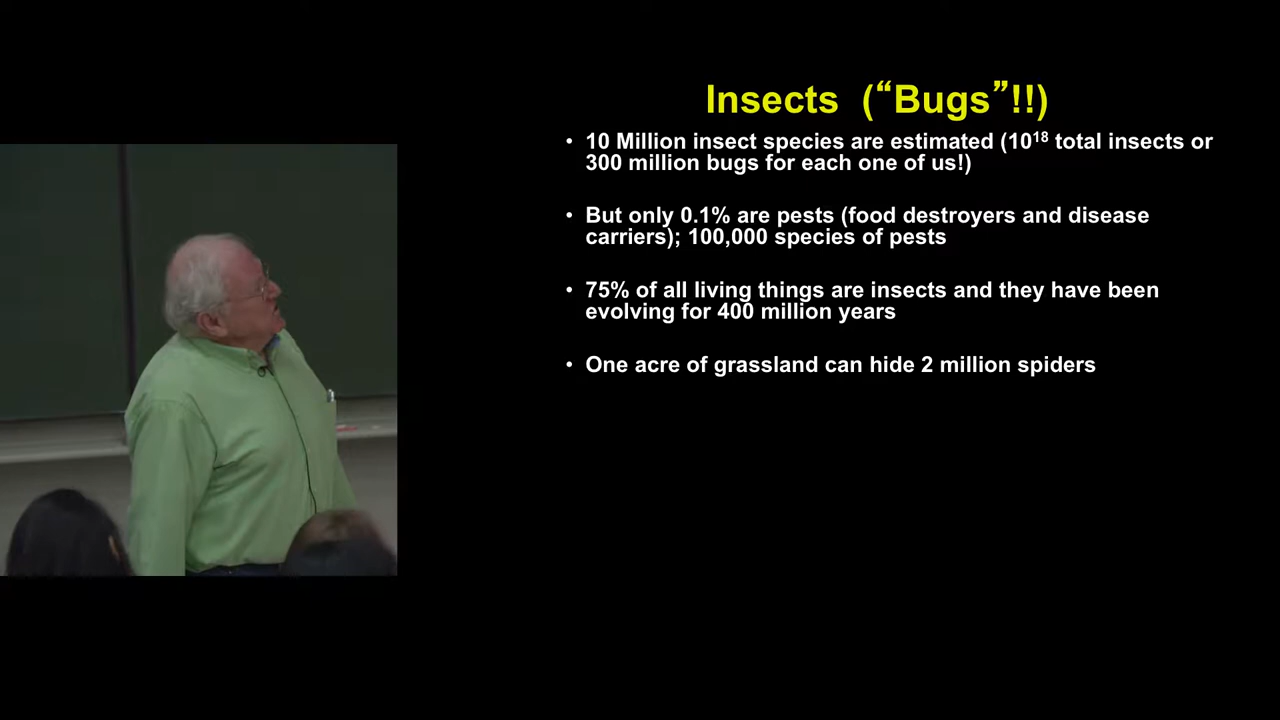 Insects (“Bugs”!!)
• 10 Million insect species are estimated (10¹⁸ total insects or
300 million bugs for each one of us!)
• But only 0.1% are pests (food destroyers and disease
carriers); 100,000 species of pests
• 75% of all living things are insects and they have been
evolving for 400 million years
• One acre of grassland can hide 2 million spiders